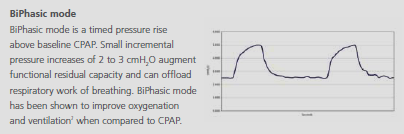 BiPhasic mode
BiPhasic mode is a timed pressure rise
above baseline CPAP. Small incremental
pressure increases of 2 to 3 cmH₂O augment
functional residual capacity and can offload
respiratory work of breathing. BiPhasic mode
has been shown to improve oxygenation
and ventilation¹ when compared to CPAP.